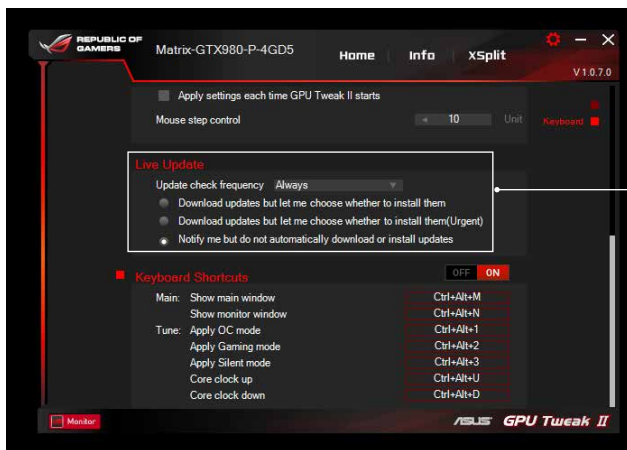 REPUBLIC OF
GAMERS
Matrix-GTX980-P-4GD5
Home Info XSplit
V1.0.7.0
Apply settings each time GPU Tweak II starts
Mouse step control 10 Unit
Keyboard
Live Update
Update check frequency Always
Download updates but let me choose whether to install them
Download updates but let me choose whether to install them(Urgent)
Notify me but do not automatically download or install updates
Keyboard Shortcuts OFF ON
Main: Show main window Ctrl+Alt+M
Show monitor window Ctrl+Alt+N
Tune: Apply OC mode Ctrl+Alt+1
Apply Gaming mode Ctrl+Alt+2
Apply Silent mode Ctrl+Alt+3
Core clock up Ctrl+Alt+U
Core clock down Ctrl+Alt+D
Monitor
ASUS GPU Tweak II